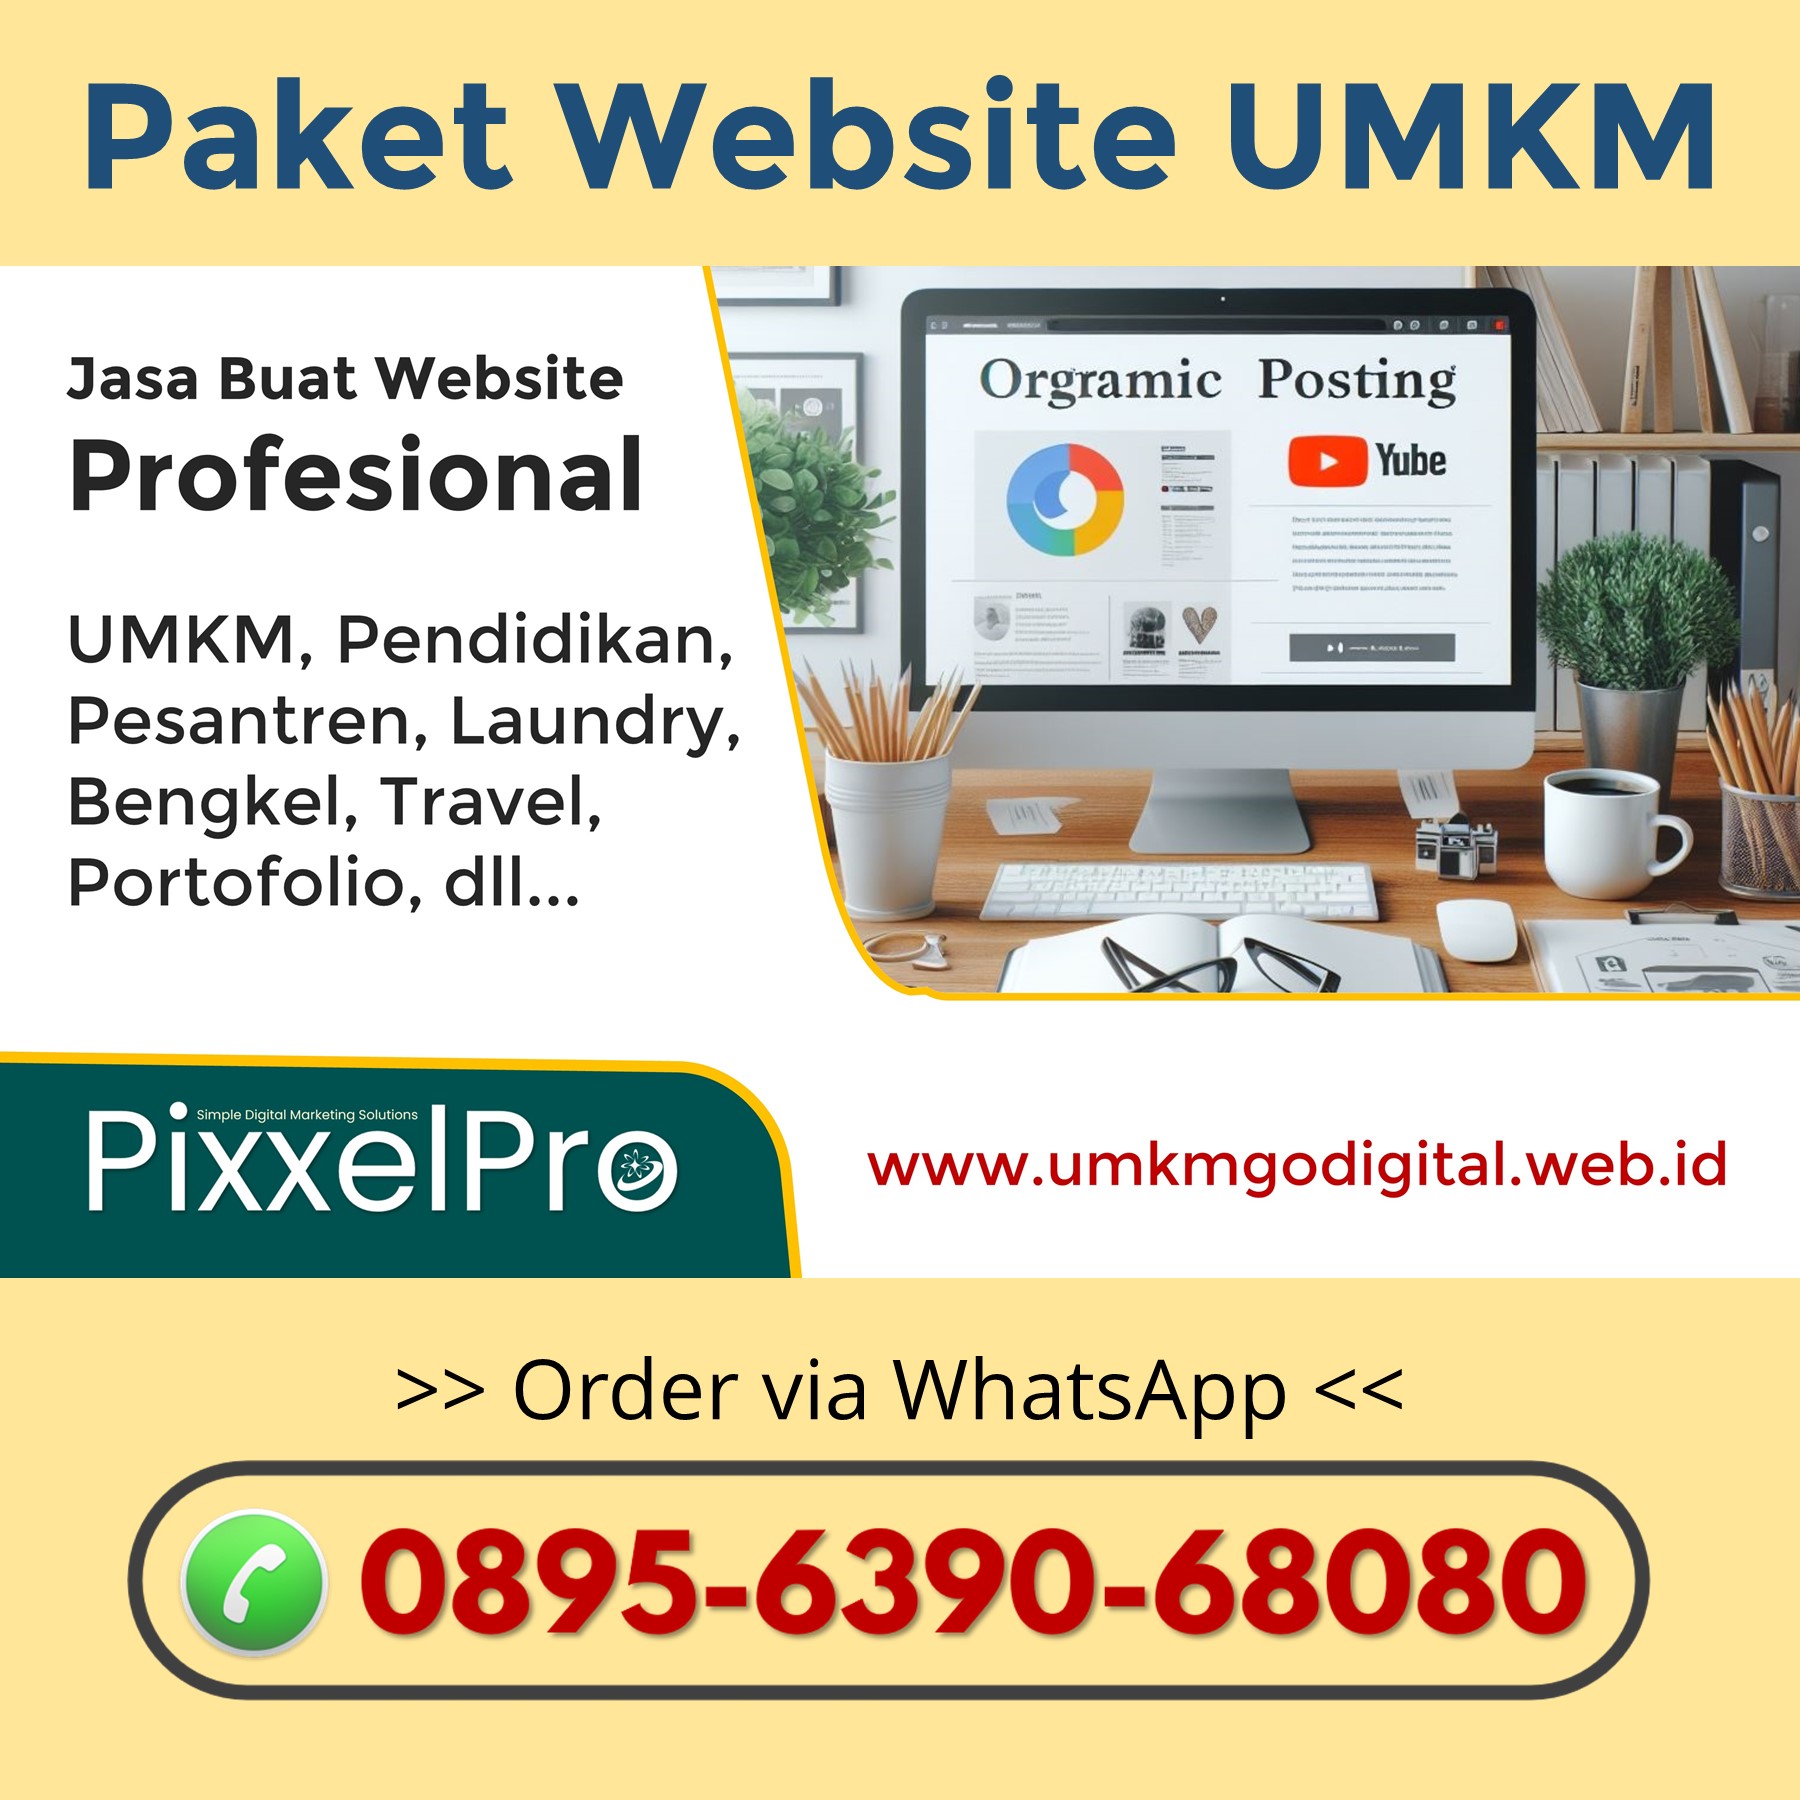 Paket Website UMKM
Jasa Buat Website
Profesional
UMKM, Pendidikan,
Pesantren, Laundry,
Bengkel, Travel,
Portofolio, dll...
Orgramic Posting
Yube
Simple Digital Marketing Solutions
PixxelPro
www.umkmgodigital.web.id
>> Order via WhatsApp <<
0895-6390-68080